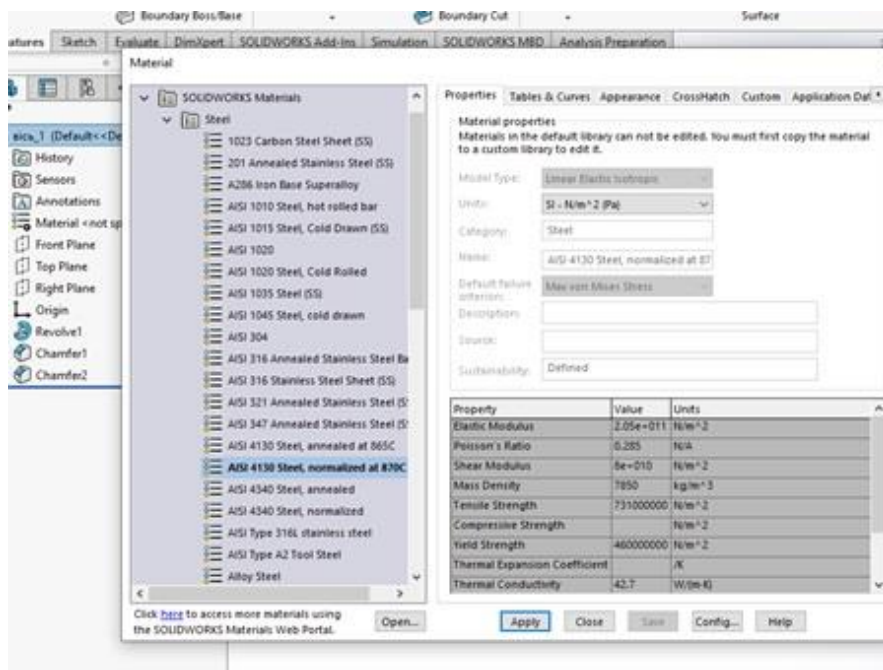 Boundary Boss/Base
Boundary Cut
Surface
atures Sketch Evaluate DimXpert SOLIDWORKS Add-Ins Simulation SOLIDWORKS MBD Analysis Preparation
Material
aica_1 (Default<<De
History
Sensors
Annotations
Material <not sp
Front Plane
Top Plane
Right Plane
Origin
Revolve1
Chamfer1
Chamfer2
SOLIDWORKS Materials
Steel
1023 Carbon Steel Sheet (SS)
201 Annealed Stainless Steel (SS)
A286 Iron Base Superalloy
AISI 1010 Steel, hot rolled bar
AISI 1015 Steel, Cold Drawn (SS)
AISI 1020
AISI 1020 Steel, Cold Rolled
AISI 1035 Steel (SS)
AISI 1045 Steel, cold drawn
AISI 304
AISI 316 Annealed Stainless Steel Ba
AISI 316 Stainless Steel Sheet (SS)
AISI 321 Annealed Stainless Steel (S
AISI 347 Annealed Stainless Steel (S
AISI 4130 Steel, annealed at 865C
AISI 4130 Steel, normalized at 870C
AISI 4340 Steel, annealed
AISI 4340 Steel, normalized
AISI Type 316L stainless steel
AISI Type A2 Tool Steel
Alloy Steel
Click here to access more materials using
the SOLIDWORKS Materials Web Portal.
Open...
Properties Tables & Curves Appearance CrossHatch Custom Application Dat
Material properties
Materials in the default library can not be edited. You must first copy the material
to a custom library to edit it.
Model Type: Linear Elastic Isotropic
Units: SI - N/m^2 (Pa)
Category: Steel
Name: AISI 4130 Steel, normalized at 87
Default failure criterion: Max von Mises Stress
Description:
Source:
Sustainability: Defined
Property Value Units
Elastic Modulus 2.05e+011 N/m^2
Poisson's Ratio 0.285 N/A
Shear Modulus 8e+010 N/m^2
Mass Density 7850 kg/m^3
Tensile Strength 731000000 N/m^2
Compressive Strength N/m^2
Yield Strength 460000000 N/m^2
Thermal Expansion Coefficient /K
Thermal Conductivity 42.7 W/(m·K)
Apply Close Save Config... Help